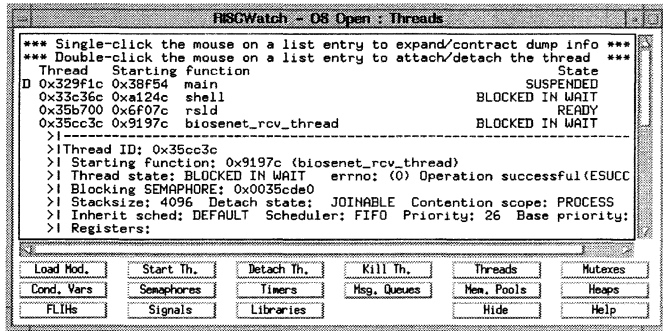 RISCWatch - OS Open : Threads
*** Single-click the mouse on a list entry to expand/contract dump info ***
*** Double-click the mouse on a list entry to attach/detach the thread ***
Thread Starting function State
D 0x329f1c 0x38f54 main SUSPENDED
0x33c36c 0xa124c shell BLOCKED IN WAIT
0x35b700 0x6f07c rsld READY
0x35cc3c 0x9197c biosenet_rcv_thread BLOCKED IN WAIT
>|--------------------------------------------------------------------------
>|Thread ID: 0x35cc3c
>| Starting function: 0x9197c (biosenet_rcv_thread)
>| Thread state: BLOCKED IN WAIT errno: (0) Operation successful(ESUCC
>| Blocking SEMAPHORE: 0x0035cde0
>| Stacksize: 4096 Detach state: JOINABLE Contention scope: PROCESS
>| Inherit sched: DEFAULT Scheduler: FIFO Priority: 26 Base priority:
>| Registers:
Load Mod. Start Th. Detach Th. Kill Th. Threads Mutexes
Cond. Vars Semaphores Timers Msg. Queues Mem. Pools Heaps
FLIHs Signals Libraries Hide Help